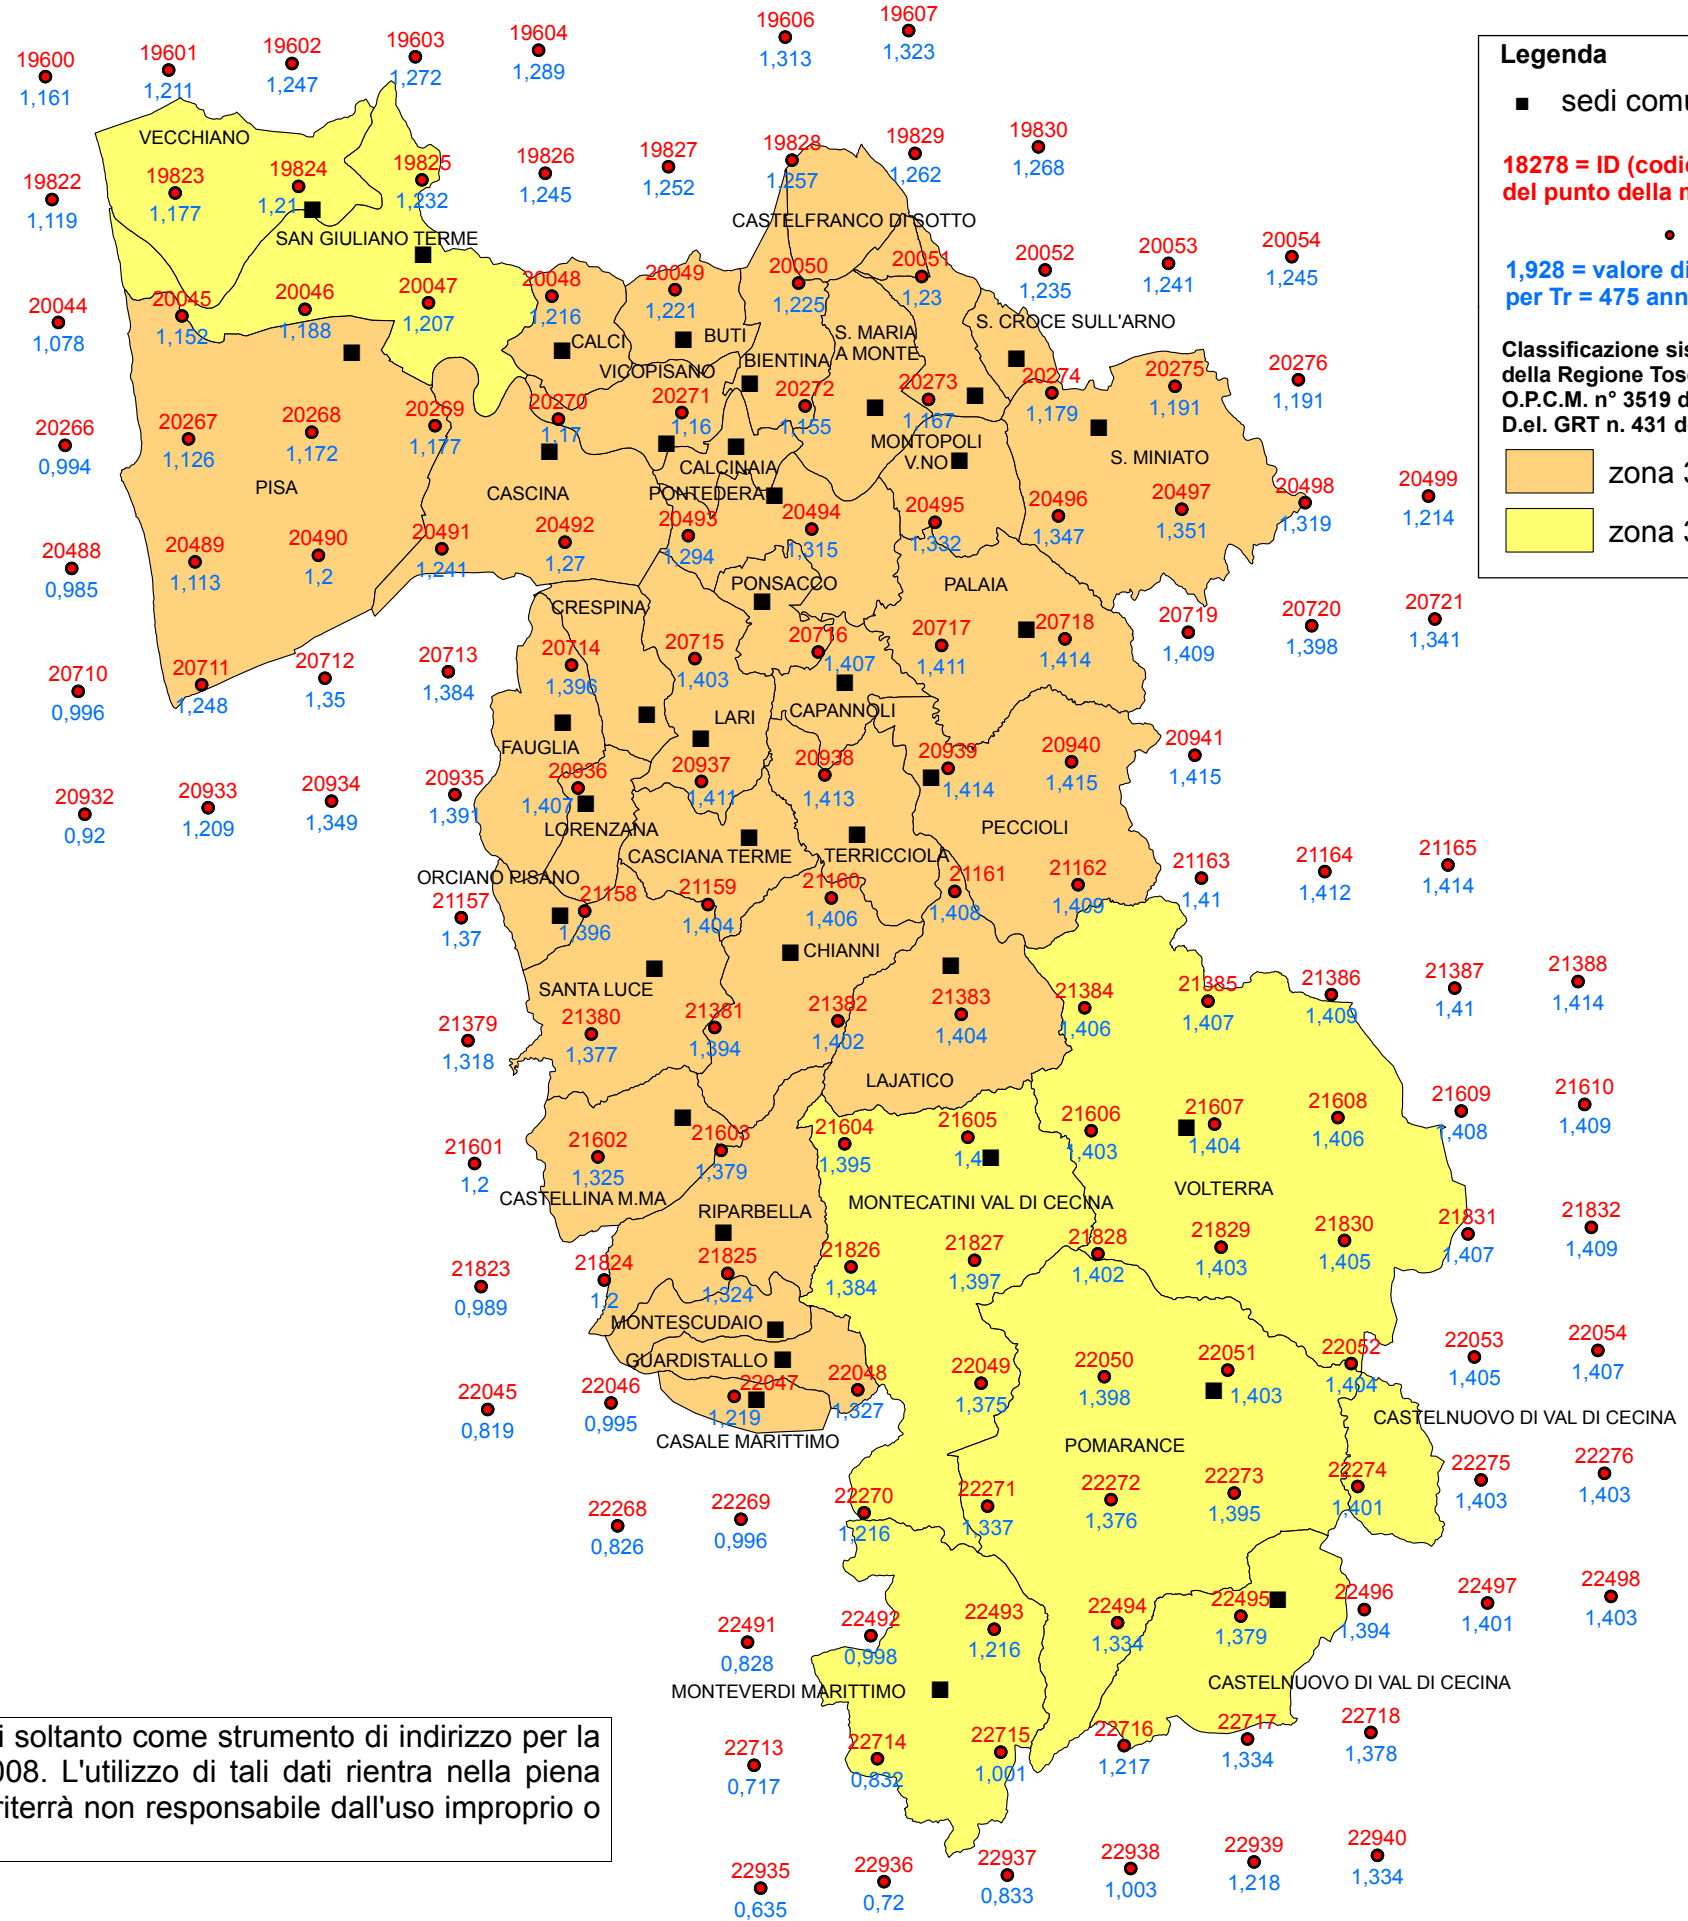 19600 19601 19602 19603 19604 19606 19607
1,161 1,211 1,247 1,272 1,289 1,313 1,323
Legenda
sedi
18278 = ID
del punto della
1,928 = valore
per Tr = 475
Classificazione
della Regione
O.P.C.M. n° 3519
D.el. GRT n. 431
zona
zona
VECCHIANO
19822 19823 19824 19825 19826 19827 19828 19829 19830
1,119 1,177 1,21 1,232 1,245 1,252 1,257 1,262 1,268
CASTELFRANCO DI SOTTO
SAN GIULIANO TERME
20044 20045 20046 20047 20048 20049 20050 20051 20052 20053 20054
1,078 1,152 1,188 1,207 1,216 1,221 1,225 1,23 1,235 1,241 1,245
S. CROCE SULL'ARNO
CALCI BUTI S. MARIA
A MONTE
VICOPISANO BIENTINA
20266 20267 20268 20269 20270 20271 20272 20273 20274 20275 20276
0,994 1,126 1,172 1,177 1,17 1,16 1,155 1,167 1,179 1,191 1,191
MONTOPOLI
V.NO
S. MINIATO
CALCINAIA
PISA CASCINA PONTEDERA
20488 20489 20490 20491 20492 20493 20494 20495 20496 20497 20498 20499
0,985 1,113 1,2 1,241 1,27 1,294 1,315 1,332 1,347 1,351 1,319 1,214
PONSACCO PALAIA
CRESPINA
20710 20711 20712 20713 20714 20715 20716 20717 20718 20719 20720 20721
0,996 1,248 1,35 1,384 1,396 1,403 1,407 1,411 1,414 1,409 1,398 1,341
LARI CAPANNOLI
FAUGLIA
20932 20933 20934 20935 20936 20937 20938 20939 20940 20941
0,92 1,209 1,349 1,391 1,407 1,411 1,413 1,414 1,415 1,415
LORENZANA PECCIOLI
CASCIANA TERME TERRICCIOLA
ORCIANO PISANO
21157 21158 21159 21160 21161 21162 21163 21164 21165
1,37 1,396 1,404 1,406 1,408 1,409 1,41 1,412 1,414
CHIANNI
SANTA LUCE
21379 21380 21381 21382 21383 21384 21385 21386 21387 21388
1,318 1,377 1,394 1,402 1,404 1,406 1,407 1,409 1,41 1,414
LAJATICO
21601 21602 21603 21604 21605 21606 21607 21608 21609 21610
1,2 1,325 1,379 1,395 1,403 1,404 1,406 1,408 1,409
CASTELLINA M.MA RIPARBELLA MONTECATINI VAL DI CECINA VOLTERRA
21823 21824 21825 21826 21827 21828 21829 21830 21831 21832
0,989 1,2 1,324 1,384 1,397 1,402 1,403 1,405 1,407 1,409
MONTESCUDAIO
GUARDISTALLO
22045 22046 22047 22048 22049 22050 22051 22052 22053 22054
0,819 0,995 1,219 1,327 1,375 1,398 1,403 1,404 1,405 1,407
CASTELNUOVO DI VAL DI CECINA
CASALE MARITTIMO POMARANCE
22268 22269 22270 22271 22272 22273 22274 22275 22276
0,826 0,996 1,216 1,337 1,376 1,395 1,401 1,403 1,403
22491 22492 22493 22494 22495 22496 22497 22498
0,828 0,998 1,216 1,334 1,379 1,394 1,401 1,403
MONTEVERDI MARITTIMO CASTELNUOVO DI VAL DI CECINA
22713 22714 22715 22716 22717 22718
0,717 0,832 1,001 1,217 1,334 1,378
soltanto come strumento di indirizzo per la
L'utilizzo di tali dati rientra nella piena
riterrà non responsabile dall'uso improprio o
22935 22936 22937 22938 22939 22940
0,635 0,72 0,833 1,003 1,218 1,334